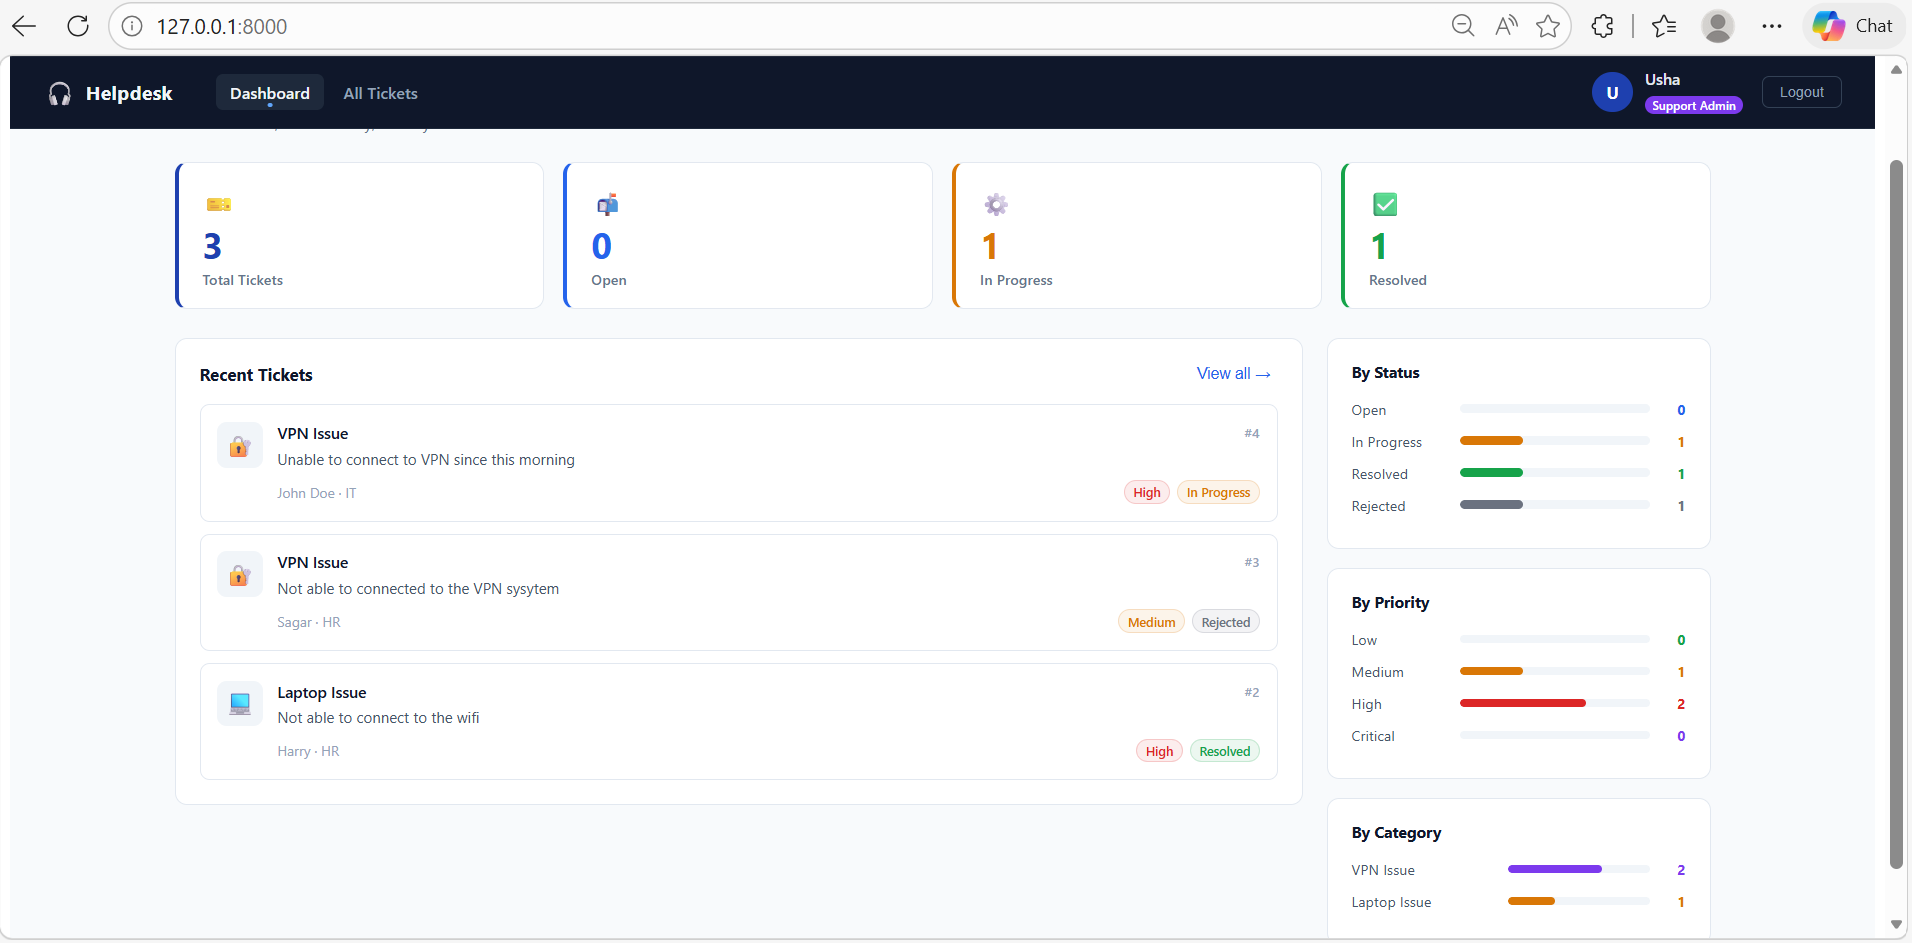 127.0.0.1:8000
Chat
Helpdesk
Dashboard
All Tickets
U
Usha
Support Admin
Logout
3
Total Tickets
0
Open
1
In Progress
1
Resolved
Recent Tickets
View all →
VPN Issue
#4
Unable to connect to VPN since this morning
John Doe · IT
High
In Progress
VPN Issue
#3
Not able to connected to the VPN sysytem
Sagar · HR
Medium
Rejected
Laptop Issue
#2
Not able to connect to the wifi
Harry · HR
High
Resolved
By Status
Open 0
In Progress 1
Resolved 1
Rejected 1
By Priority
Low 0
Medium 1
High 2
Critical 0
By Category
VPN Issue 2
Laptop Issue 1